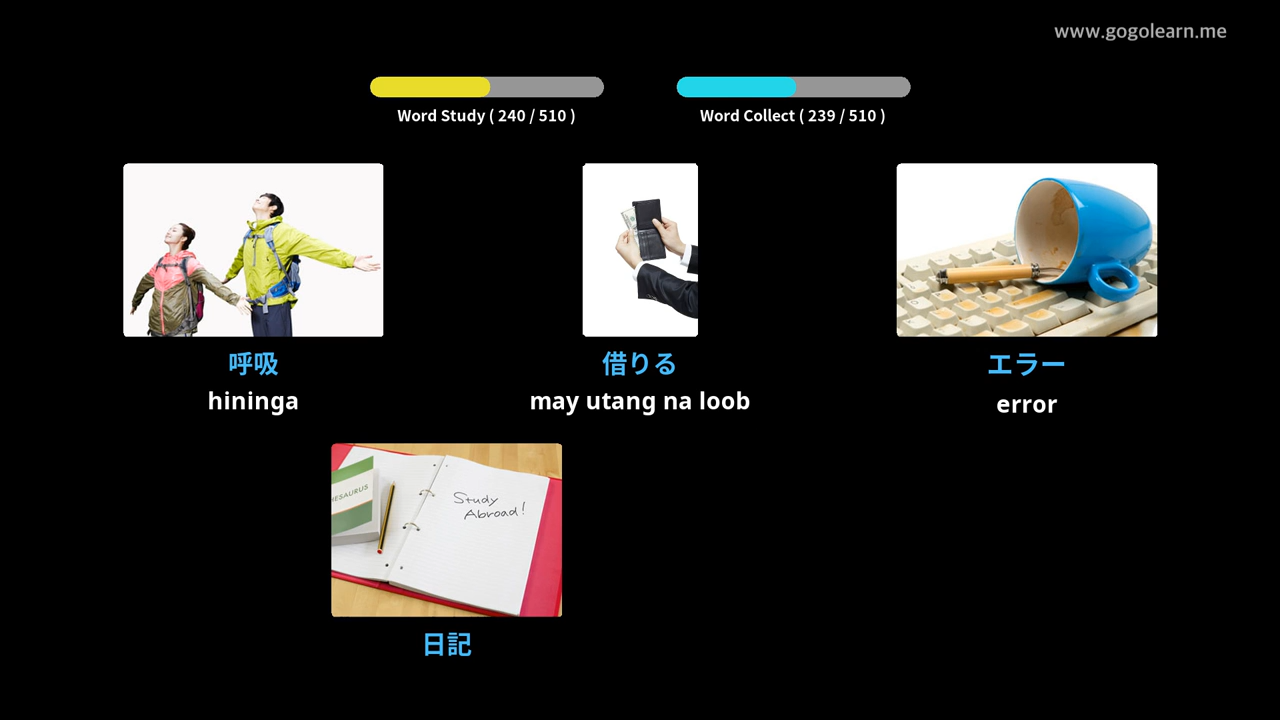 www.gogolearn.me
Word Study ( 240 / 510 )
Word Collect ( 239 / 510 )
呼吸
hininga
借りる
may utang na loob
エラー
error
HESAURUS
Study
Abroad!
日記